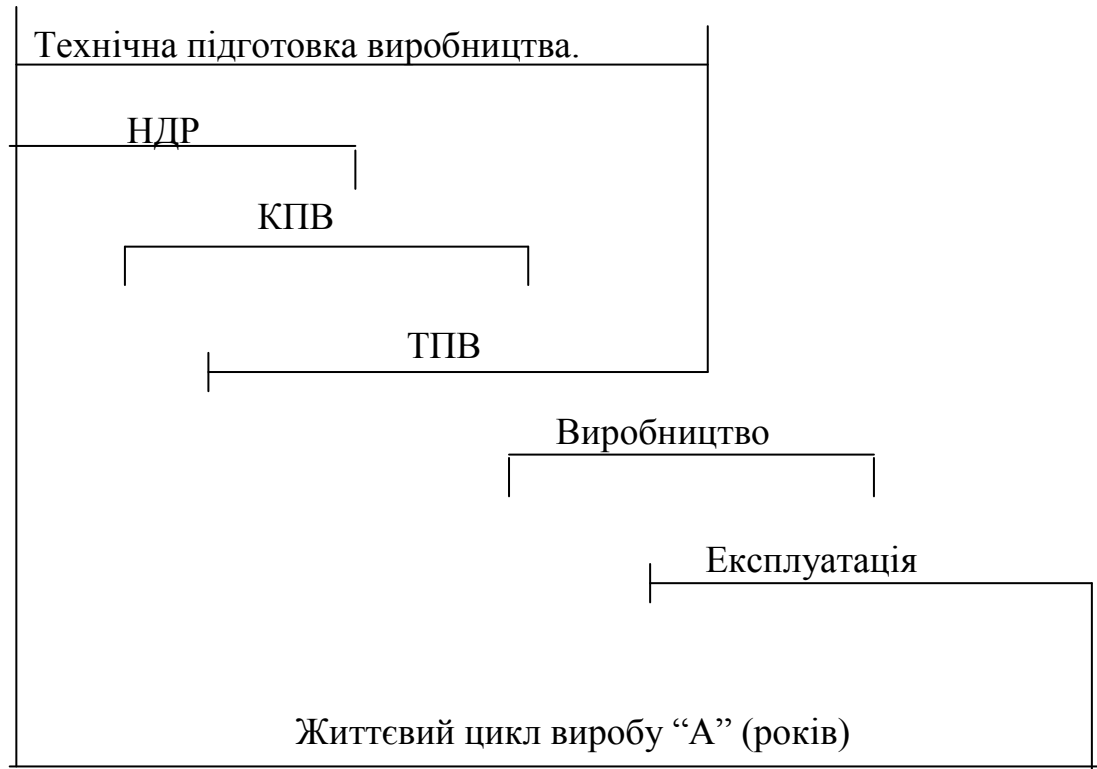 Технічна підготовка виробництва.
НДР
КПВ
ТПВ
Виробництво
Експлуатація
Життєвий цикл виробу “А” (років)